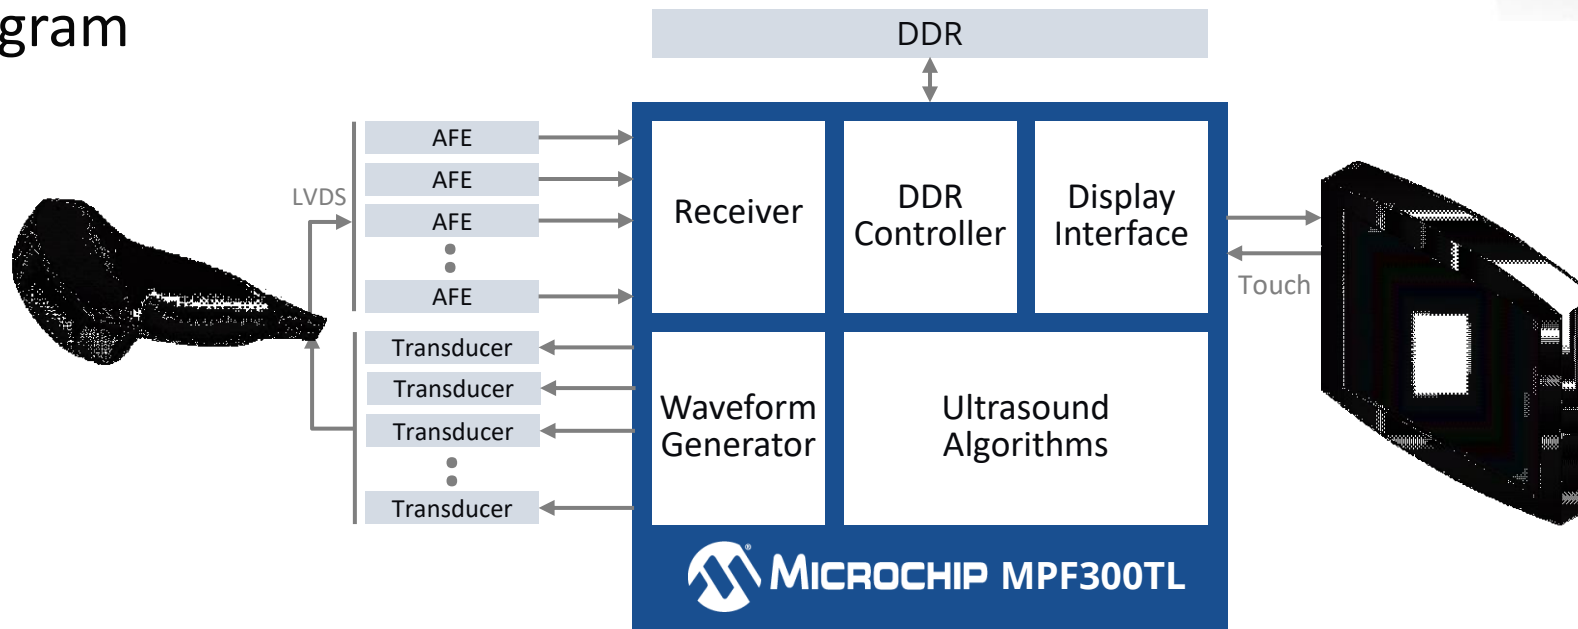 gram
DDR
LVDS
AFE
AFE
AFE
AFE
Transducer
Transducer
Transducer
Transducer
Receiver
DDR
Controller
Display
Interface
Waveform
Generator
Ultrasound
Algorithms
Touch
MICROCHIP MPF300TL